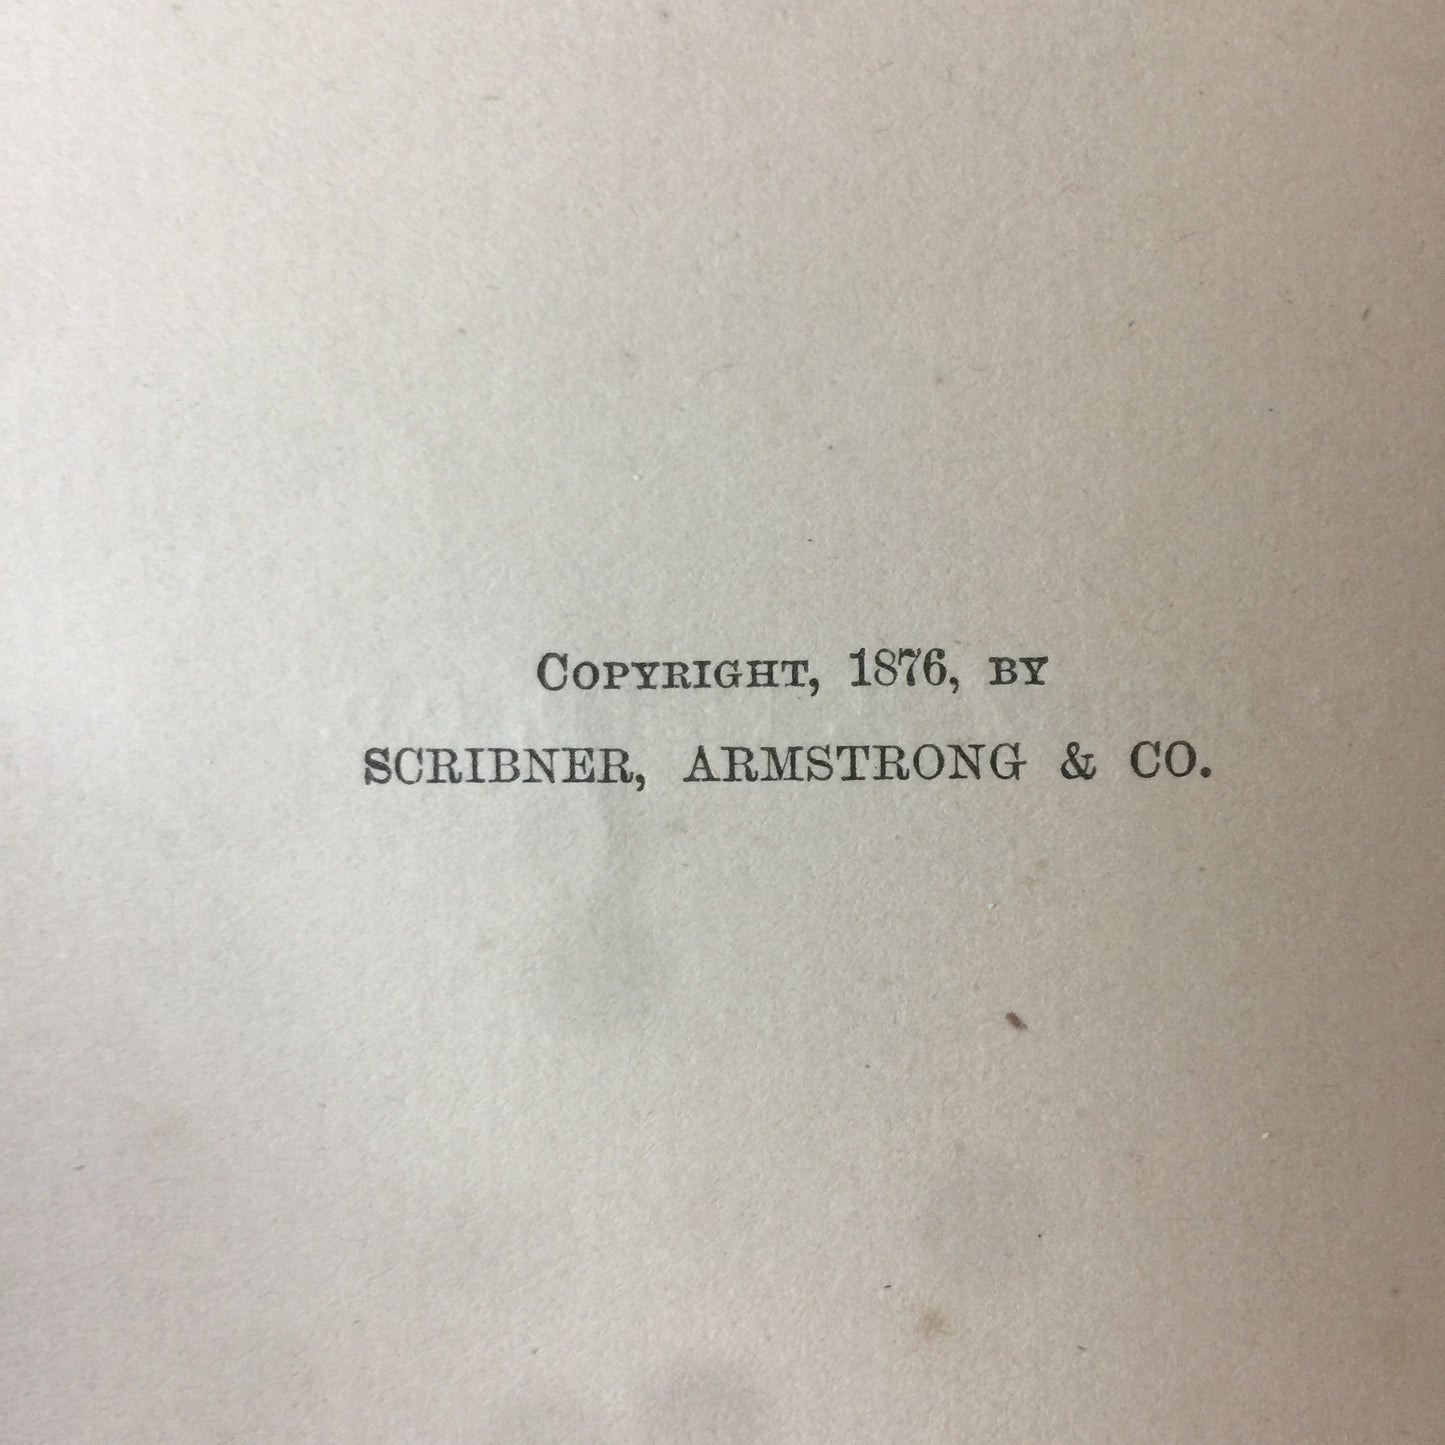 Copyright, 1876, by
SCRIBNER, ARMSTRONG & CO.